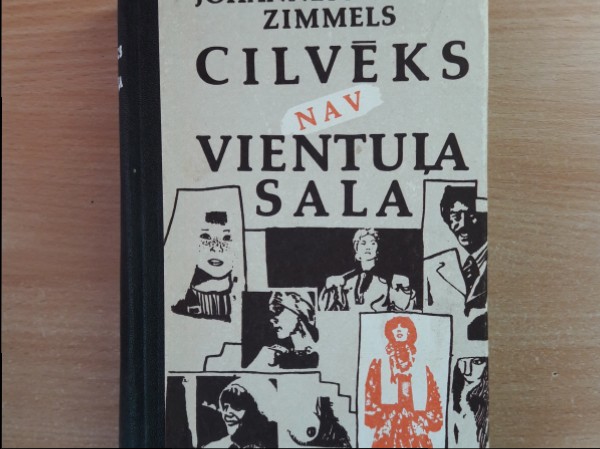 ZIMMELS
CILVĒKS
NAV
VIENTUĻA
SALA